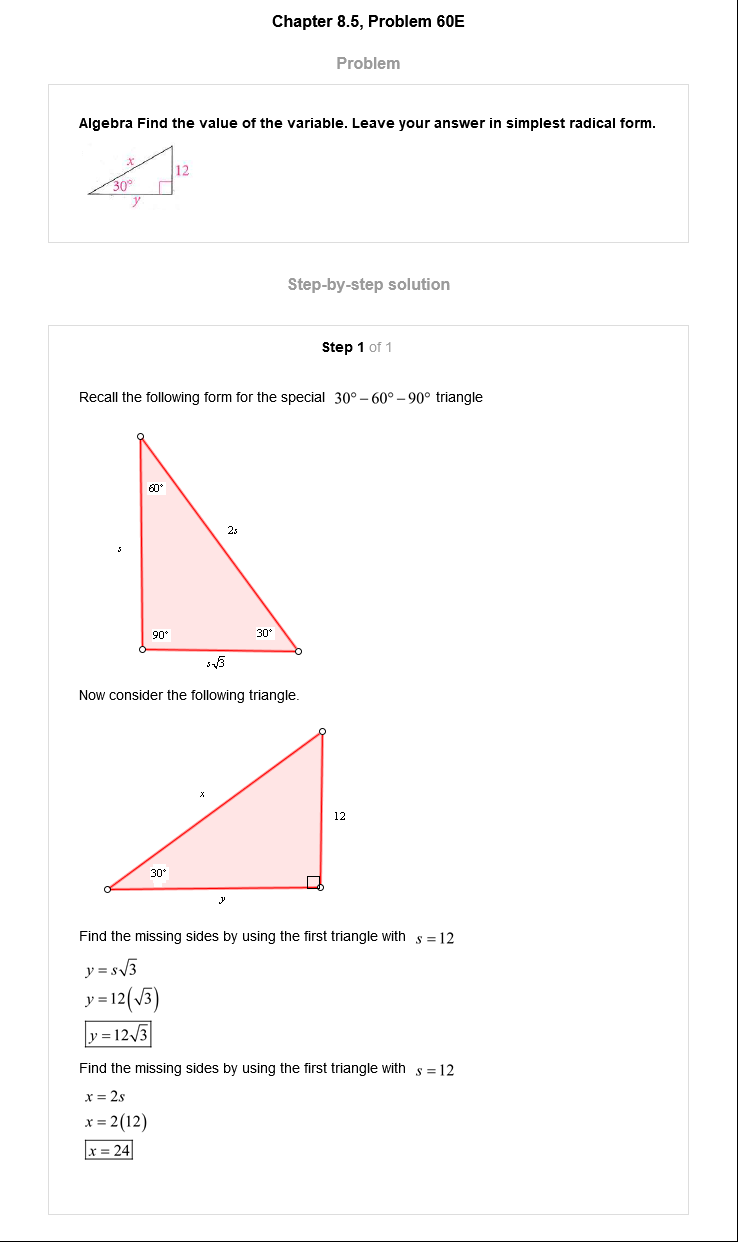 Chapter 8.5, Problem 60E
Problem
Algebra Find the value of the variable. Leave your answer in simplest radical form.
x
12
30°
y
Step-by-step solution
Step 1 of 1
Recall the following form for the special 30° – 60° – 90° triangle
60°
2s
s
90°
30°
s√3
Now consider the following triangle.
x
12
30°
y
Find the missing sides by using the first triangle with s = 12
y = s√3
y = 12(√3)
y = 12√3
Find the missing sides by using the first triangle with s = 12
x = 2s
x = 2(12)
x = 24